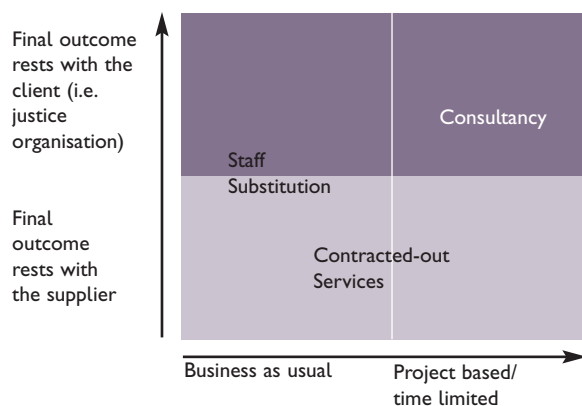 Final outcome
rests with the
client (i.e.
justice
organisation)
Consultancy
Staff
Substitution
Final
outcome
rests with
the supplier
Contracted-out
Services
Business as usual
Project based/
time limited